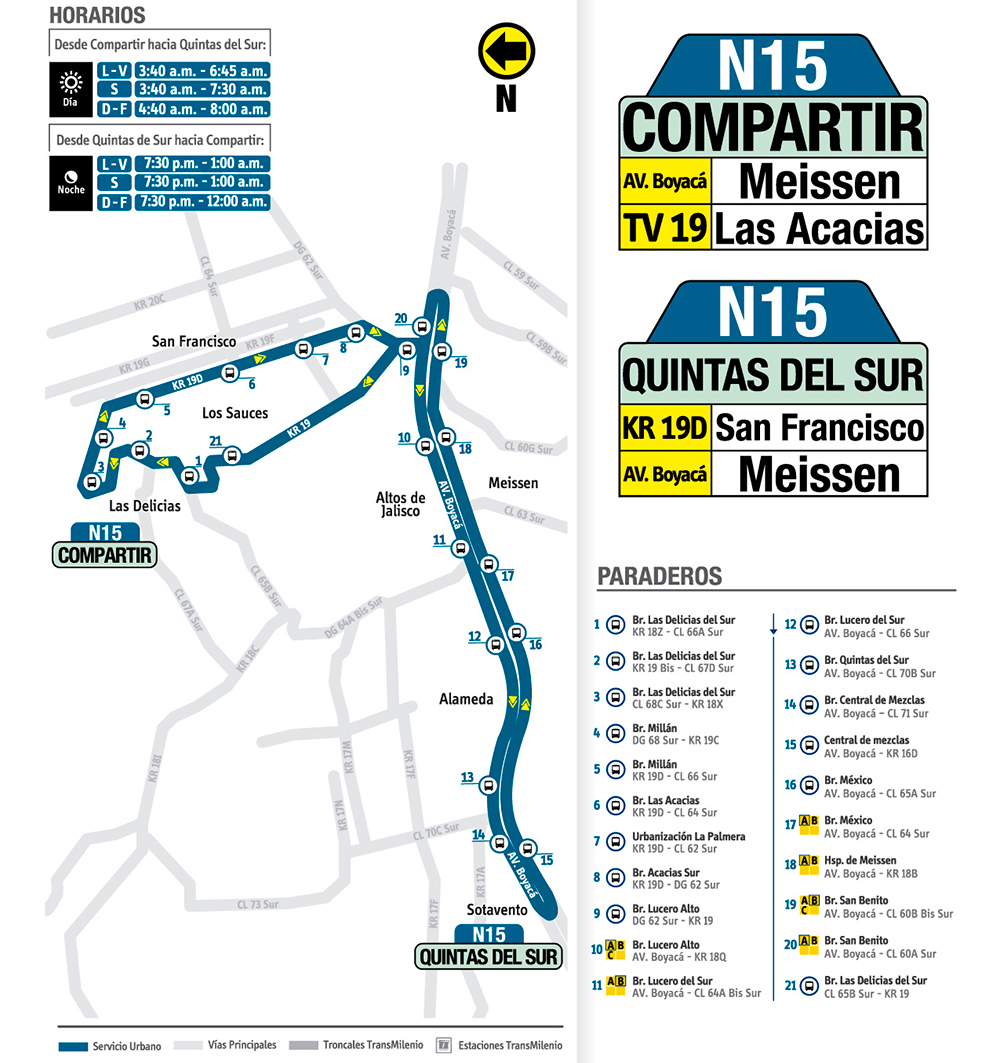 HORARIOS
Desde Compartir hacia Quintas del Sur:
Día
L - V 3:40 a.m. - 6:45 a.m.
S 3:40 a.m. - 7:30 a.m.
D - F 4:40 a.m. - 8:00 a.m.
Desde Quintas de Sur hacia Compartir:
Noche
L - V 7:30 p.m. - 1:00 a.m.
S 7:30 p.m. - 1:00 a.m.
D - F 7:30 p.m. - 12:00 a.m.
N
N15
COMPARTIR
AV. Boyacá Meissen
TV 19 Las Acacias
N15
QUINTAS DEL SUR
KR 19D San Francisco
AV. Boyacá Meissen
AV. Boyacá
CL 64 Sur
DG 62 Sur
CL 59 Sur
KR 20C
20
San Francisco
KR 19F
8
7
9
19
CL 59B Sur
KR 19G
KR 19D
6
5
Los Sauces
4
2
21
KR 19
10
18
CL 60G Sur
3
1
Las Delicias
Meissen
Altos de
Jalisco
AV. Boyacá
CL 63 Sur
N15
COMPARTIR
11
17
CL 65B Sur
CL 67A Sur
DG 64A Bis Sur
KR 18C
12
16
Alameda
KR 18I
KR 17M
KR 17F
13
KR 17N
CL 70C Sur
14
15
AV. Boyacá
KR 17A
CL 73 Sur
KR 17F
Sotavento
N15
QUINTAS DEL SUR
Servicio Urbano
Vías Principales
Troncales TransMilenio
Estaciones TransMilenio
PARADEROS
1 Br. Las Delicias del Sur
KR 18Z - CL 66A Sur
2 Br. Las Delicias del Sur
KR 19 Bis - CL 67D Sur
3 Br. Las Delicias del Sur
CL 68C Sur - KR 18X
4 Br. Millán
DG 68 Sur - KR 19C
5 Br. Millán
KR 19D - CL 66 Sur
6 Br. Las Acacias
KR 19D - CL 64 Sur
7 Urbanización La Palmera
KR 19D - CL 62 Sur
8 Br. Acacias Sur
KR 19D - DG 62 Sur
9 Br. Lucero Alto
DG 62 Sur - KR 19
10 A B C Br. Lucero Alto
AV. Boyacá - KR 18Q
11 A B Br. Lucero del Sur
AV. Boyacá - CL 64A Bis Sur
12 Br. Lucero del Sur
AV. Boyacá - CL 66 Sur
13 Br. Quintas del Sur
AV. Boyacá - CL 70B Sur
14 Br. Central de Mezclas
AV. Boyacá - CL 71 Sur
15 Central de mezclas
AV. Boyacá - KR 16D
16 Br. México
AV. Boyacá - CL 65A Sur
17 A B Br. México
AV. Boyacá - CL 64 Sur
18 A B Hsp. de Meissen
AV. Boyacá - KR 18B
19 A B C Br. San Benito
AV. Boyacá - CL 60B Bis Sur
20 A B Br. San Benito
AV. Boyacá - CL 60A Sur
21 Br. Las Delicias del Sur
CL 65B Sur - KR 19